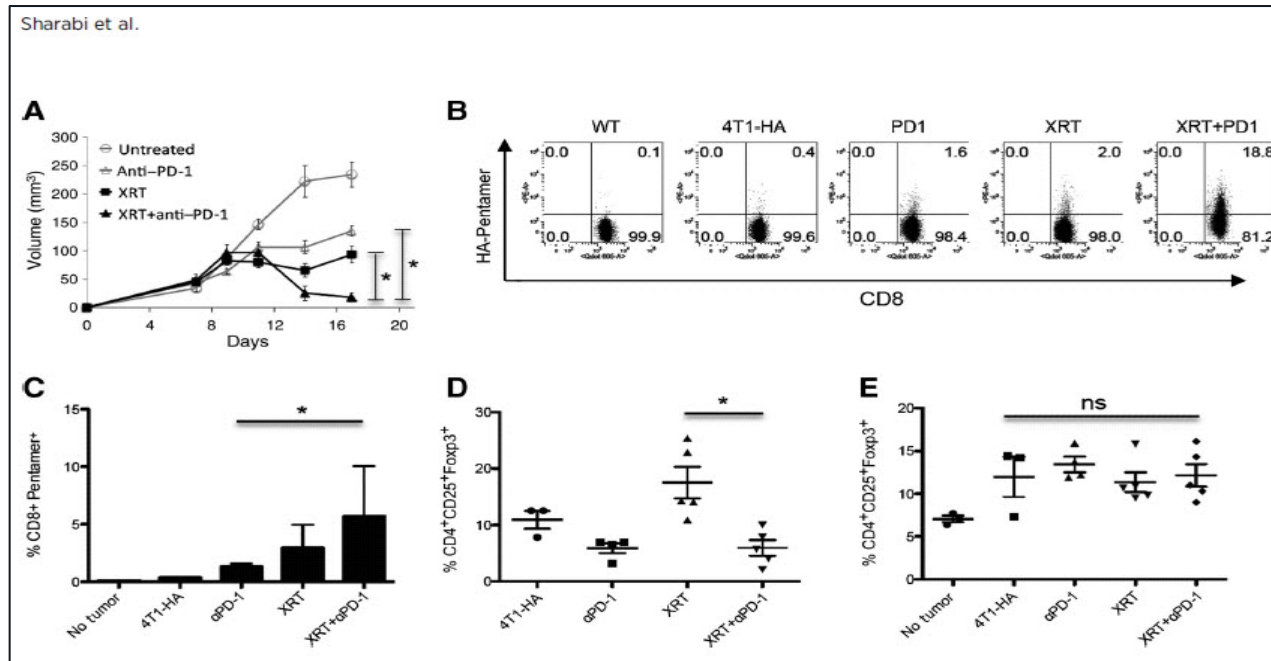 Sharabi et al.
A
Volume (mm³)
300
250
200
150
100
50
0
Untreated
Anti–PD-1
XRT
XRT+anti–PD-1
*
*
0 4 8 12 16 20
Days
B
HA-Pentamer
WT 4T1-HA PD1 XRT XRT+PD1
0.0 0.1 0.0 0.4 0.0 1.6 0.0 2.0 0.0 18.8
0.0 99.9 0.0 99.6 0.0 98.4 0.0 98.0 0.0 81.2
CD8
C
% CD8+ Pentamer+
15
10
5
0
*
No tumor
4T1-HA
αPD-1
XRT
XRT+αPD-1
D
% CD4+CD25+Foxp3+
30
20
10
0
*
4T1-HA
αPD-1
XRT
XRT+αPD-1
E
% CD4+CD25+Foxp3+
20
15
10
5
0
ns
No tumor
4T1-HA
αPD-1
XRT
XRT+αPD-1